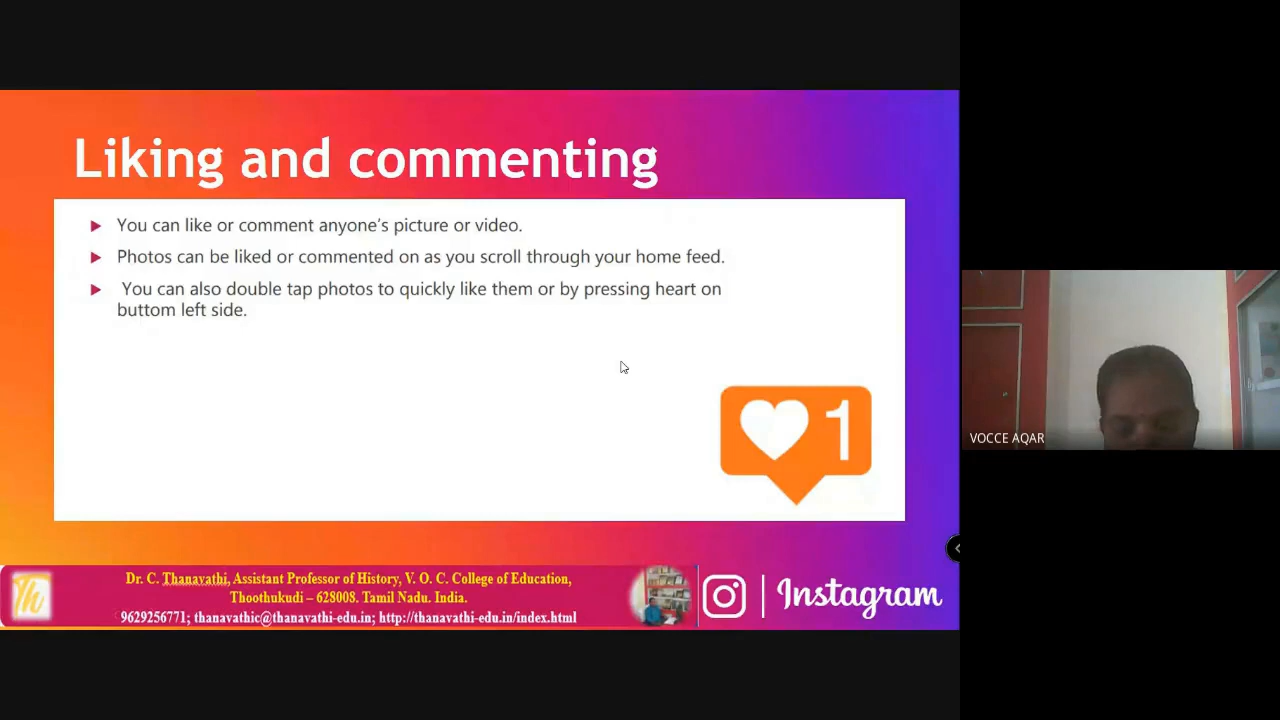 Liking and commenting
You can like or comment anyone's picture or video.
Photos can be liked or commented on as you scroll through your home feed.
You can also double tap photos to quickly like them or by pressing heart on
buttom left side.
1
VOCCE AQAR
Th
Dr. C. Thanavathi, Assistant Professor of History, V. O. C. College of Education,
Thoothukudi – 628008. Tamil Nadu. India.
9629256771; thanavathic@thanavathi-edu.in; http://thanavathi-edu.in/index.html
Instagram